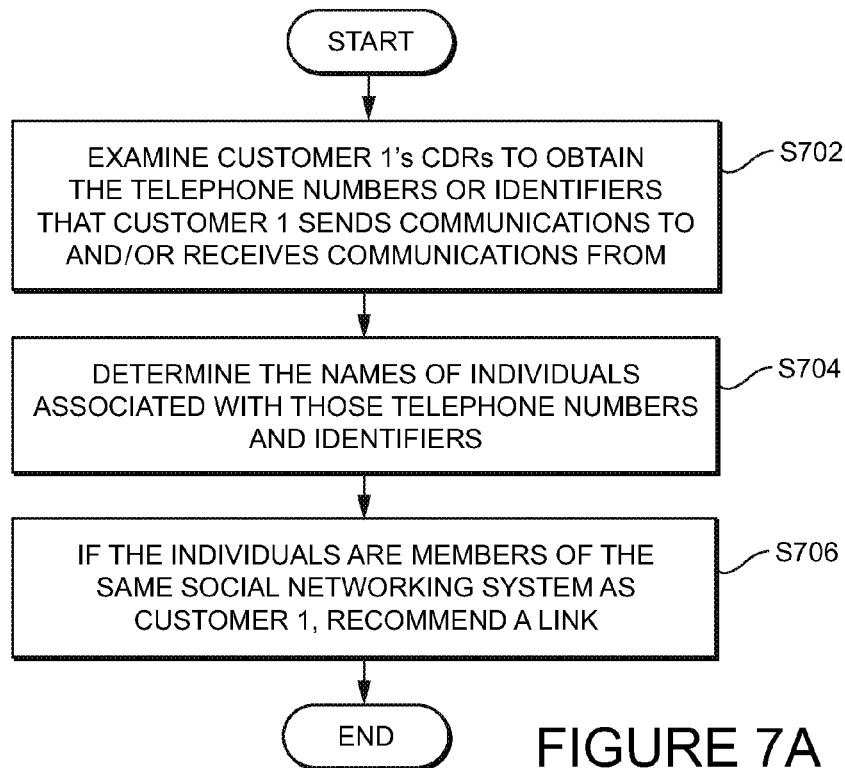 START
EXAMINE CUSTOMER 1's CDRs TO OBTAIN
THE TELEPHONE NUMBERS OR IDENTIFIERS
THAT CUSTOMER 1 SENDS COMMUNICATIONS TO
AND/OR RECEIVES COMMUNICATIONS FROM
S702
DETERMINE THE NAMES OF INDIVIDUALS
ASSOCIATED WITH THOSE TELEPHONE NUMBERS
AND IDENTIFIERS
S704
IF THE INDIVIDUALS ARE MEMBERS OF THE
SAME SOCIAL NETWORKING SYSTEM AS
CUSTOMER 1, RECOMMEND A LINK
S706
END
FIGURE 7A